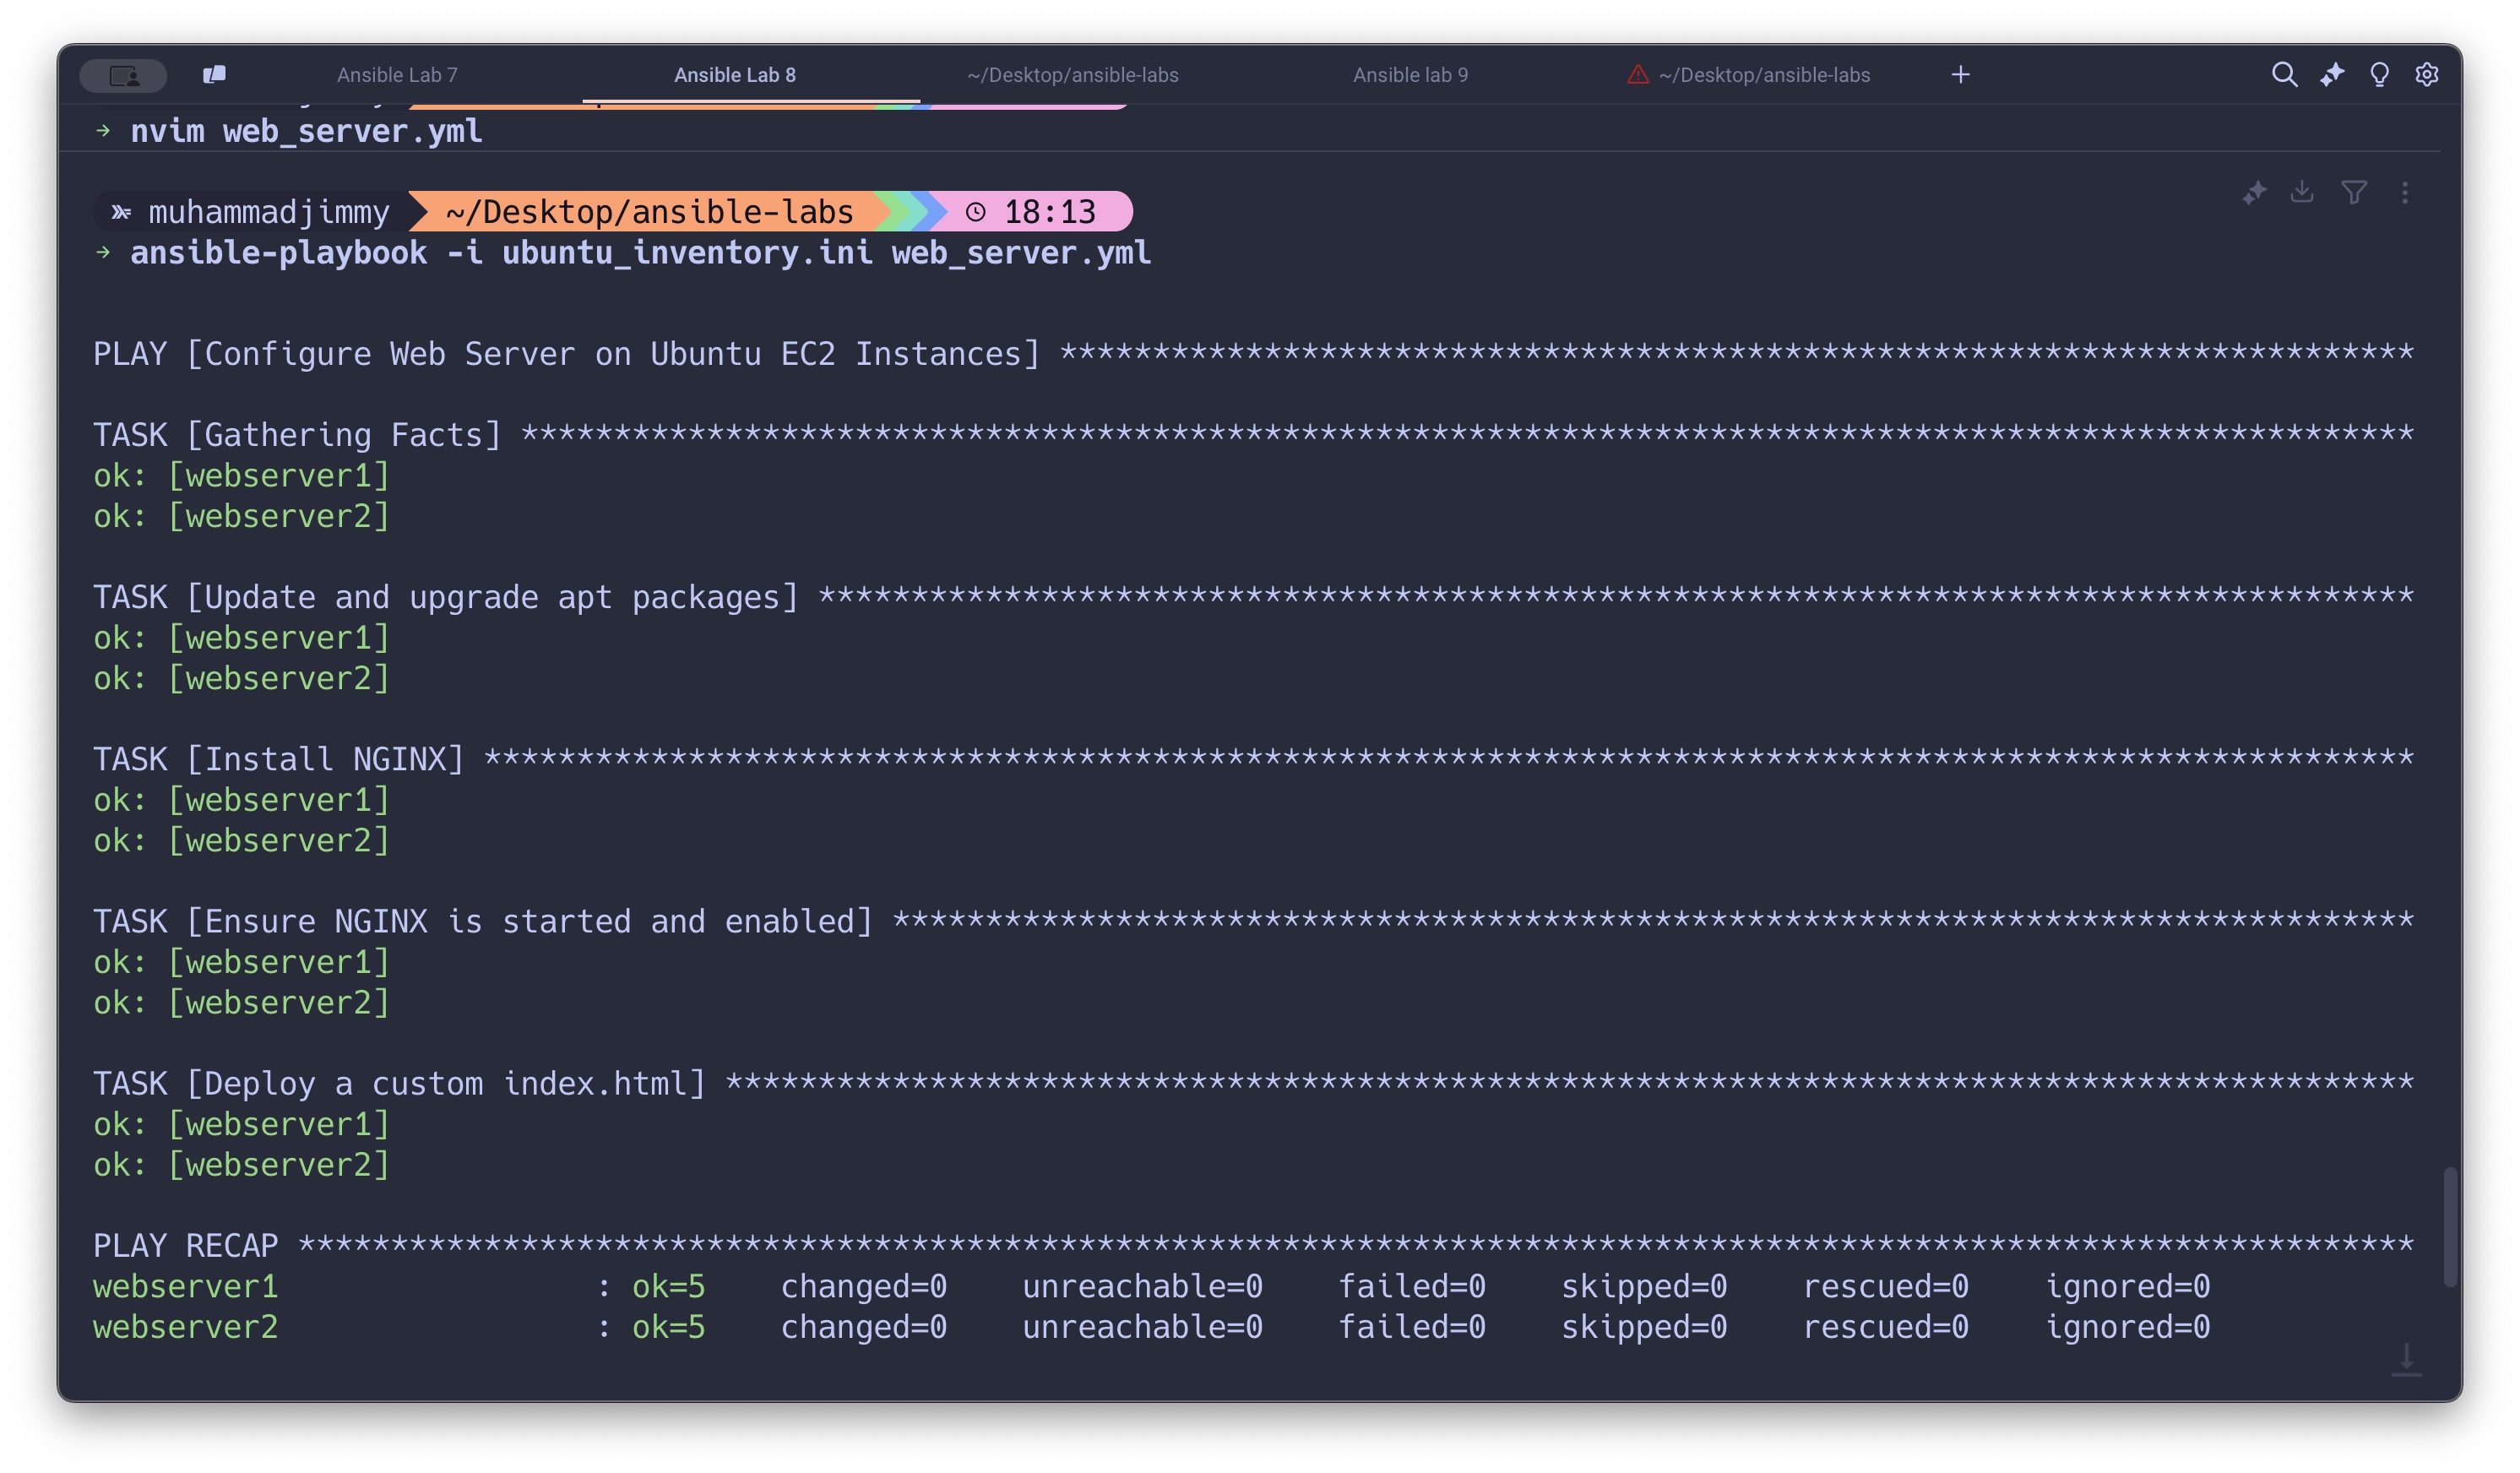 Ansible Lab 7 Ansible Lab 8 ~/Desktop/ansible-labs Ansible lab 9 ~/Desktop/ansible-labs +
→ nvim web_server.yml
muhammadjimmy ~/Desktop/ansible-labs 18:13
→ ansible-playbook -i ubuntu_inventory.ini web_server.yml
PLAY [Configure Web Server on Ubuntu EC2 Instances] *************************************************************************
TASK [Gathering Facts] ******************************************************************************************************
ok: [webserver1]
ok: [webserver2]
TASK [Update and upgrade apt packages] **************************************************************************************
ok: [webserver1]
ok: [webserver2]
TASK [Install NGINX] ********************************************************************************************************
ok: [webserver1]
ok: [webserver2]
TASK [Ensure NGINX is started and enabled] **********************************************************************************
ok: [webserver1]
ok: [webserver2]
TASK [Deploy a custom index.html] *******************************************************************************************
ok: [webserver1]
ok: [webserver2]
PLAY RECAP ******************************************************************************************************************
webserver1 : ok=5 changed=0 unreachable=0 failed=0 skipped=0 rescued=0 ignored=0
webserver2 : ok=5 changed=0 unreachable=0 failed=0 skipped=0 rescued=0 ignored=0